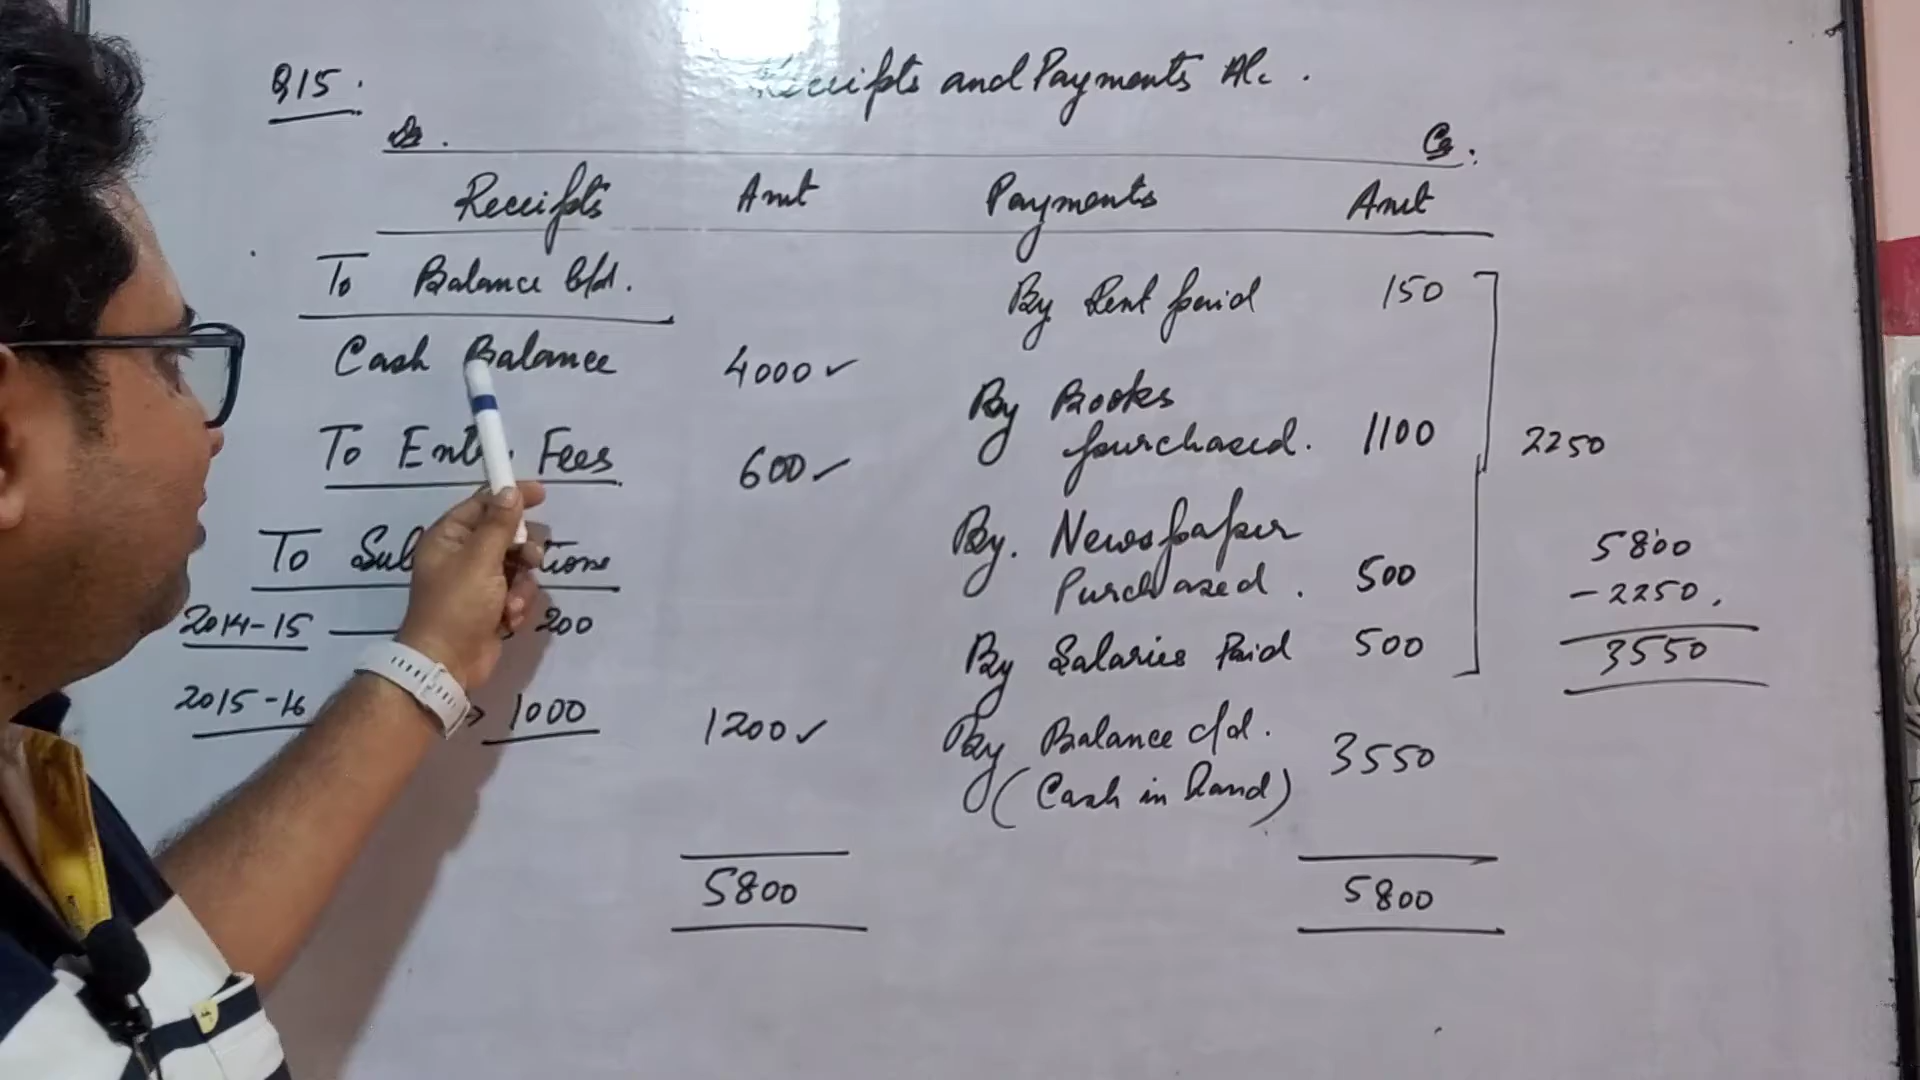 Q15.
Receipts and Payments A/c.
Dr.
Cr.
Receipts Amt Payments Amt
To Balance b/d.
Cash Balance 4000 ✓
To Fees 600 ✓
To
2014-15 200
2015-16 → 1000 1200 ✓
5800
By Rent paid 150
By Books
purchased. 1100
By. Newspaper
Purchased. 500
By Salaries Paid 500
By Balance c/d.
(Cash in hand) 3550
5800
2250
5800
- 2250.
3550